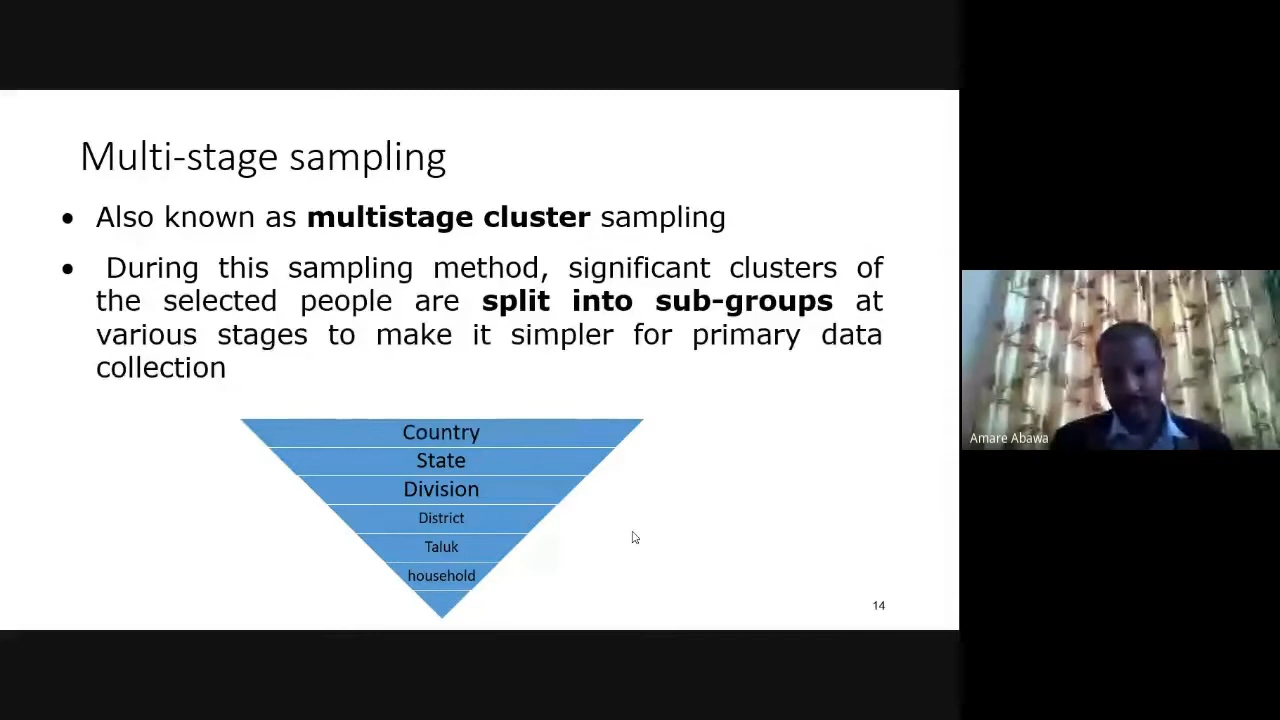 Multi-stage sampling
• Also known as multistage cluster sampling
• During this sampling method, significant clusters of
the selected people are split into sub-groups at
various stages to make it simpler for primary data
collection
Country
State
Division
District
Taluk
household
14
Amare Abawa